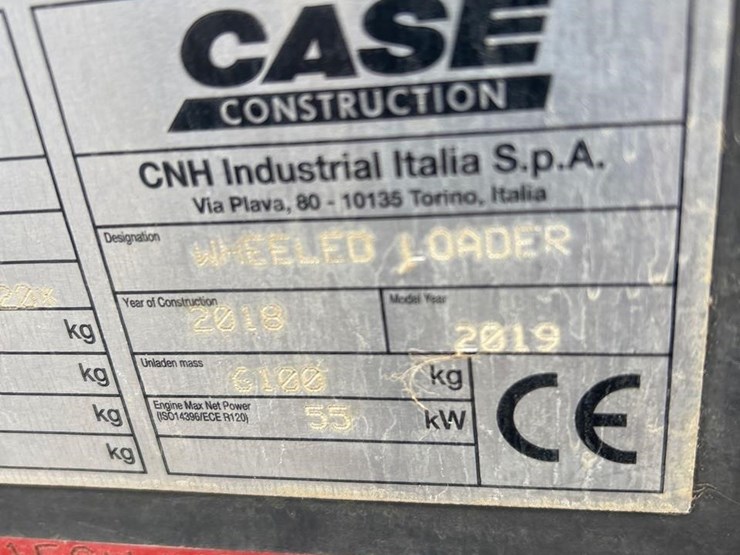 CASE
CONSTRUCTION
CNH Industrial Italia S.p.A.
Via Plava, 80 - 10135 Torino, Italia
Designation
WHEELED LOADER
Year of Construction
2018
Model Year
2019
Unladen mass
6100 kg
Engine Max Net Power
(ISO14396/ECE R120)
55 kW
CE
kg
kg
kg
kg